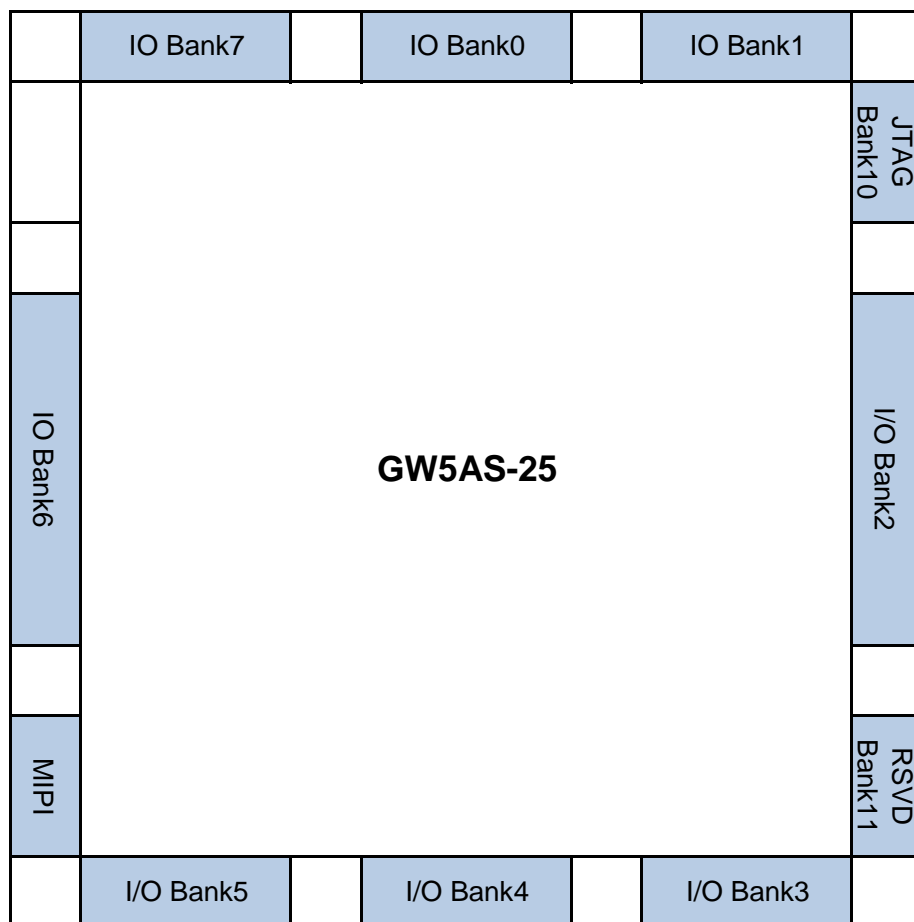 IO Bank7
IO Bank0
IO Bank1
JTAG
Bank10
IO Bank6
GW5AS-25
I/O Bank2
MIPI
RSVD
Bank11
I/O Bank5
I/O Bank4
I/O Bank3